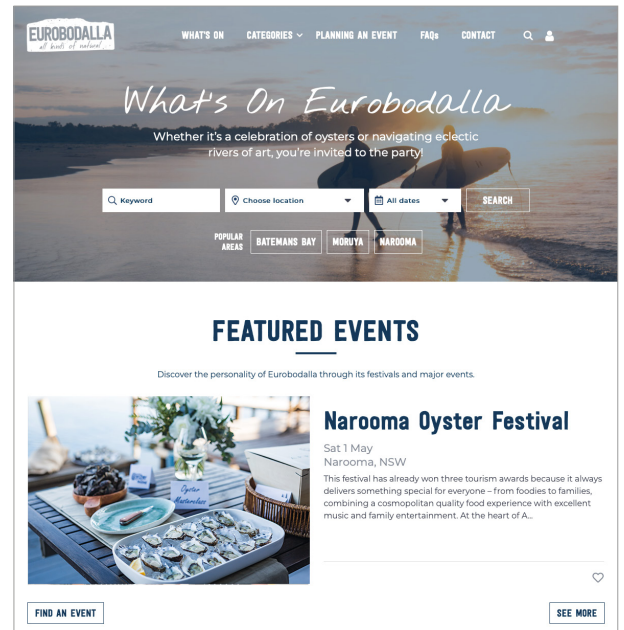 EUROBODALLA
all kinds of natural
WHAT'S ON
CATEGORIES
PLANNING AN EVENT
FAQs
CONTACT
What's On Eurobodalla
Whether it's a celebration of oysters or navigating eclectic
rivers of art, you're invited to the party!
Keyword
Choose location
All dates
SEARCH
POPULAR
AREAS
BATEMANS BAY
MORUYA
NAROOMA
FEATURED EVENTS
Discover the personality of Eurobodalla through its festivals and major events.
Oyster
Masterclass
Narooma Oyster Festival
Sat 1 May
Narooma, NSW
This festival has already won three tourism awards because it always
delivers something special for everyone – from foodies to families,
combining a cosmopolitan quality food experience with excellent
music and family entertainment. At the heart of A...
FIND AN EVENT
SEE MORE